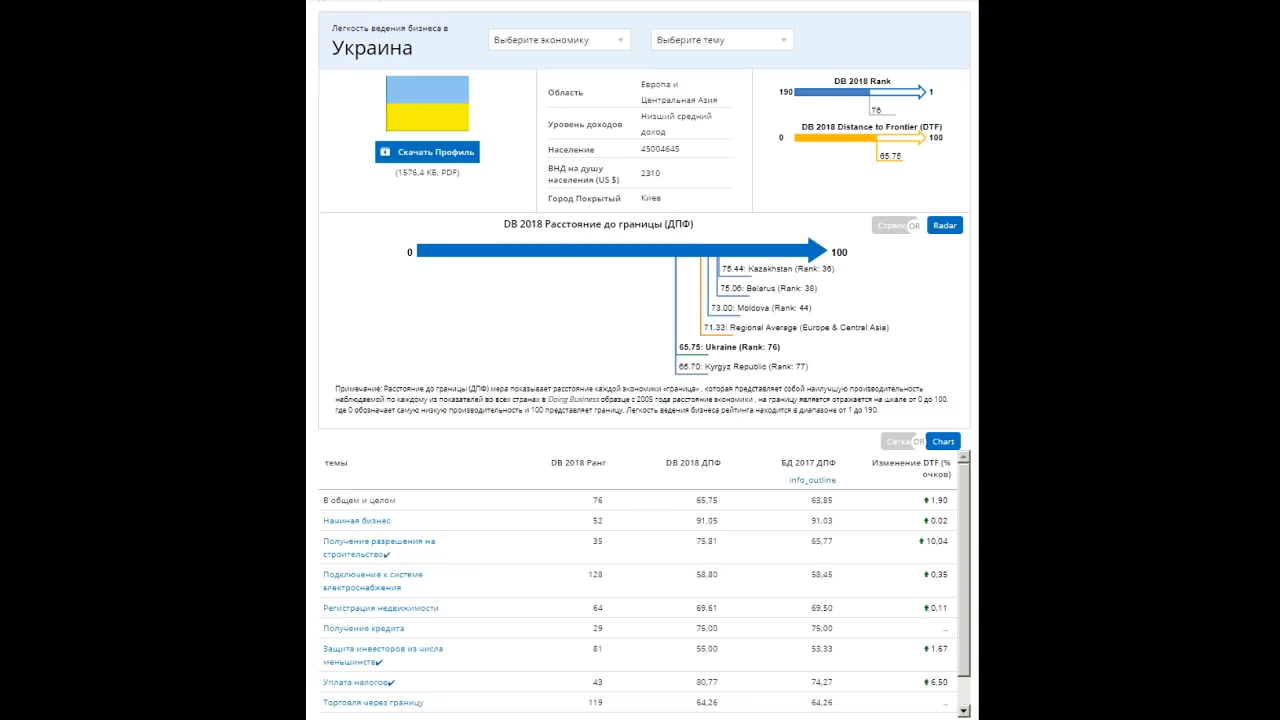 Легкость ведения бизнеса в
Украина
Выберите экономику
Выберите тему
Скачать Профиль
(1576,4 КБ, PDF)
Область
Европа и
Центральная Азия
Уровень доходов
Низший средний
доход
Население
45004645
ВНД на душу
населения (US $)
2310
Город Покрытый
Киев
DB 2018 Rank
190
1
76
DB 2018 Distance to Frontier (DTF)
0
100
65.75
DB 2018 Расстояние до границы (ДПФ)
OR
Radar
0
100
75.44: Kazakhstan (Rank: 36)
75.06: Belarus (Rank: 38)
73.00: Moldova (Rank: 44)
71.33: Regional Average (Europe & Central Asia)
65.75: Ukraine (Rank: 76)
65.70: Kyrgyz Republic (Rank: 77)
Примечание: Расстояние до границы (ДПФ) мера показывает расстояние каждой экономики «граница» , которая представляет собой наилучшую производительность
наблюдаемой по каждому из показателей во всех странах в Doing Business образце с 2005 года расстояние экономики , на границу является отражается на шкале от 0 до 100,
где 0 обозначает самую низкую производительность и 100 представляет границу. Легкость ведения бизнеса рейтинга находится в диапазоне от 1 до 190.
OR
Chart
темы DB 2018 Ранг DB 2018 ДПФ БД 2017 ДПФ Изменение DTF (%
info_outline очков)
В общем и целом 76 65,75 63,85 1,90
Начиная бизнес 52 91.05 91,03 0.02
Получение разрешения на 35 75,81 65,77 10,04
строительство✔
Подключение к системе 128 58,80 58,45 0,35
электроснабжения
Регистрация недвижимости 64 69,61 69,50 0,11
Получение кредита 29 75,00 75,00 ..
Защита инвесторов из числа 81 55.00 53,33 1,67
меньшинств✔
Уплата налогов✔ 43 80,77 74,27 6,50
Торговля через границу 119 64,26 64,26 ..